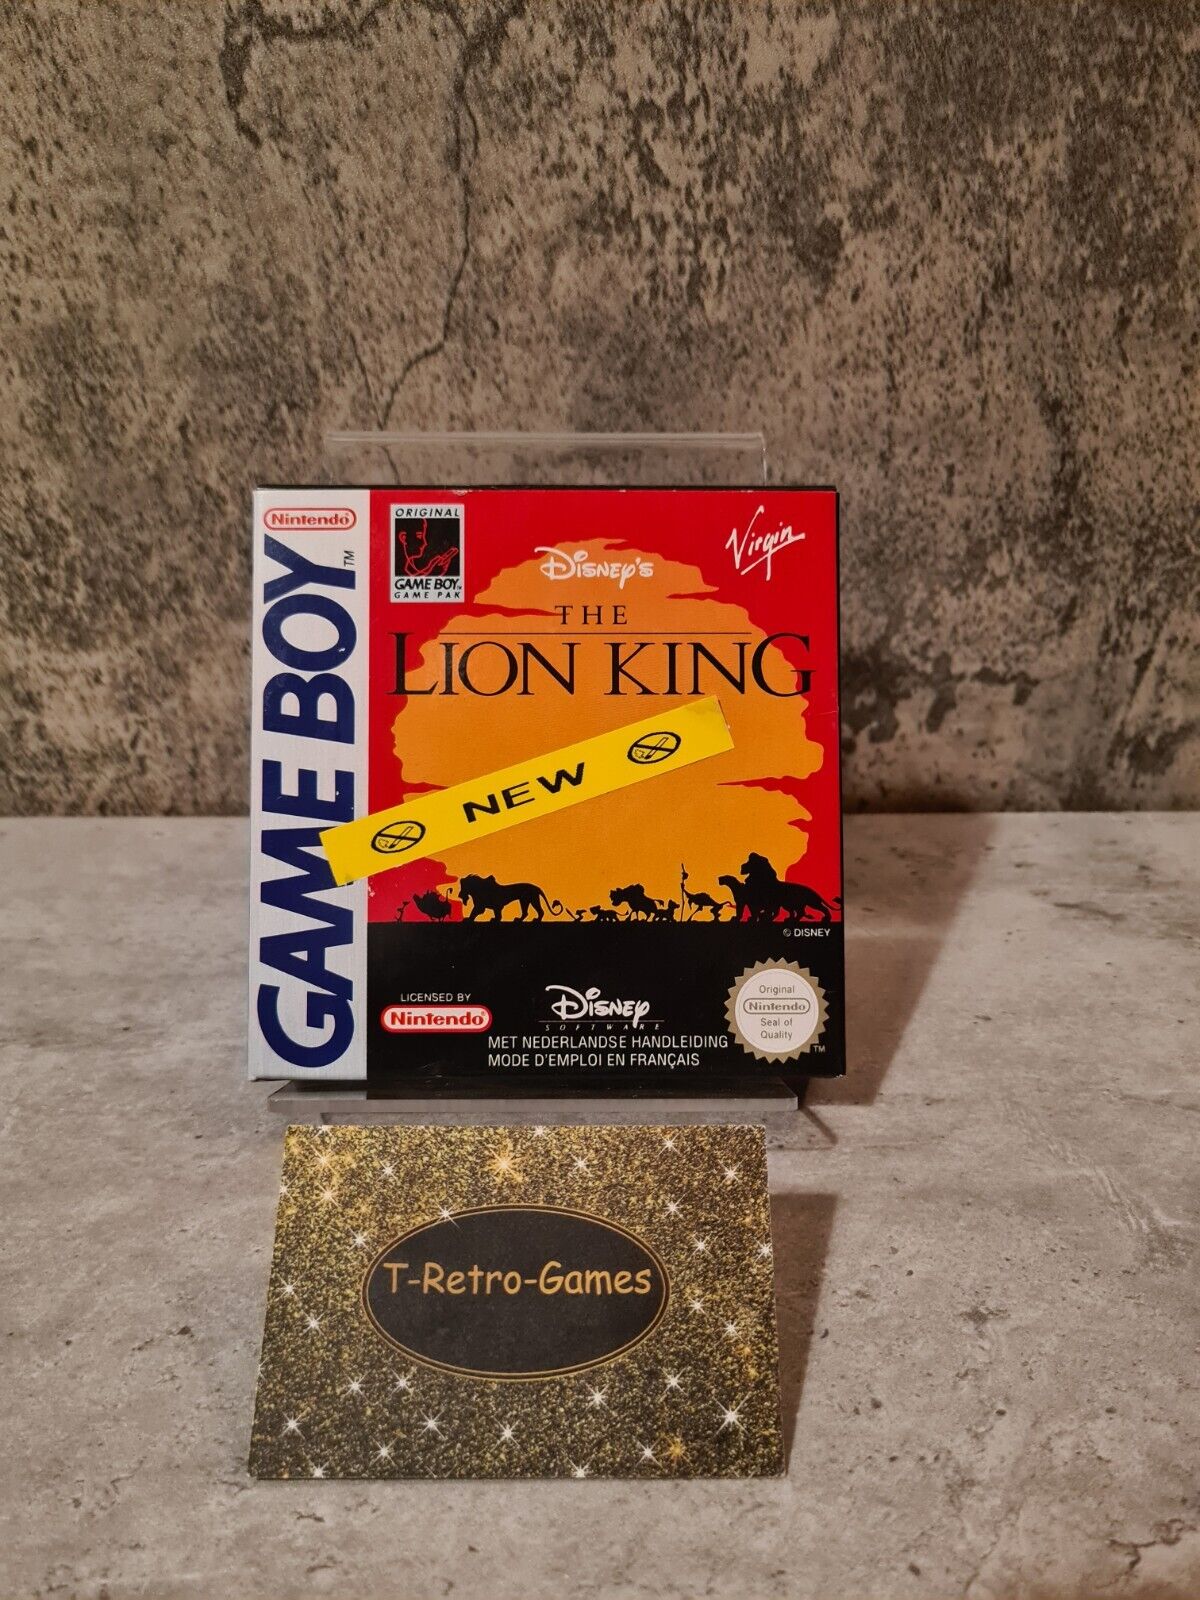 Nintendo
GAME BOY™
ORIGINAL
GAME BOY™
GAME PAK
Virgin
Disney's
THE
LION KING
NEW
© DISNEY
LICENSED BY
Nintendo
Disney
SOFTWARE
MET NEDERLANDSE HANDLEIDING
MODE D'EMPLOI EN FRANÇAIS
Original
Nintendo
Seal of
Quality
TM
T-Retro-Games